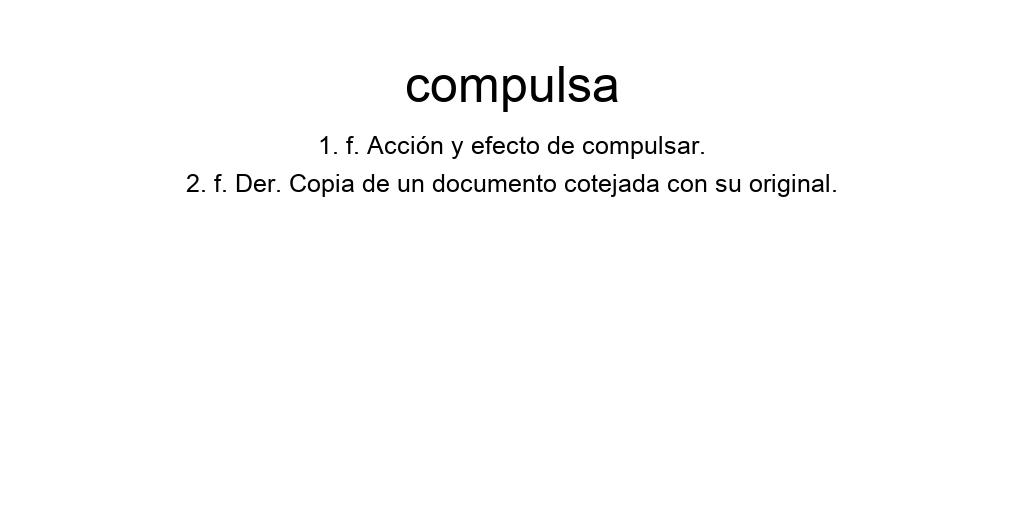 compulsa
1. f. Acción y efecto de compulsar.
2. f. Der. Copia de un documento cotejada con su original.